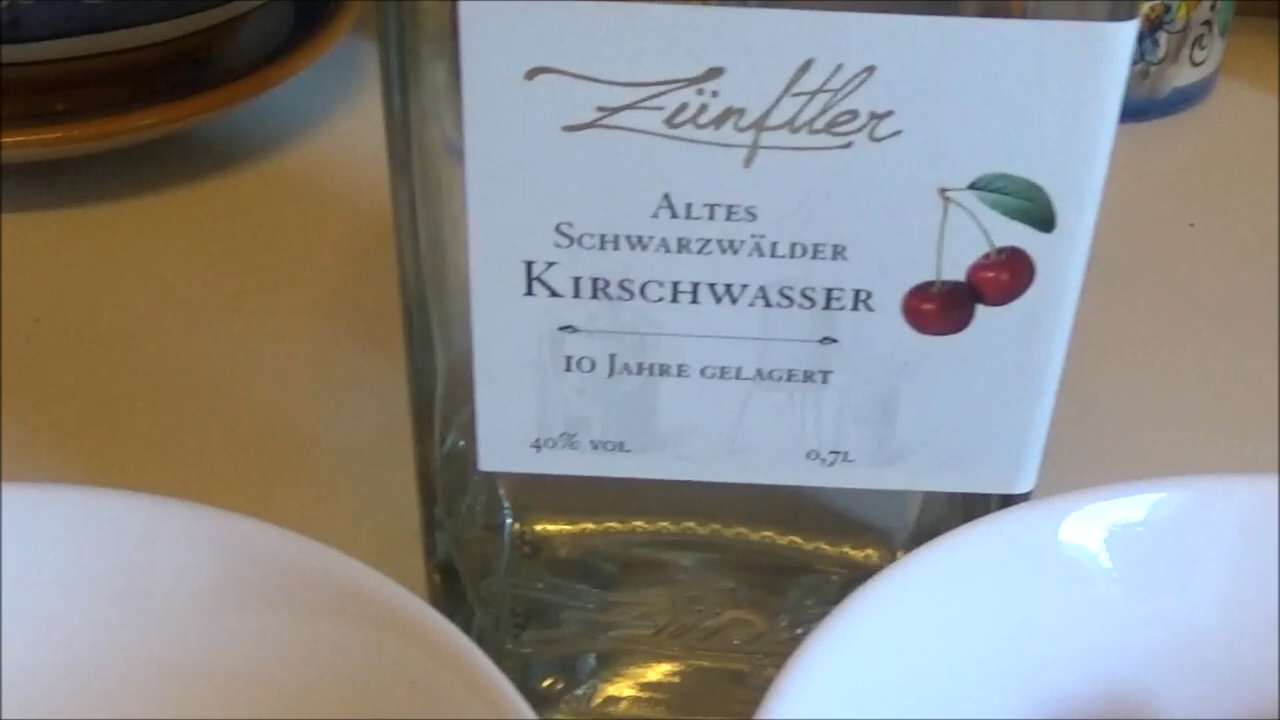 Zünftler
ALTES
SCHWARZWÄLDER
KIRSCHWASSER
10 JAHRE GELAGERT
40% VOL 0,7L